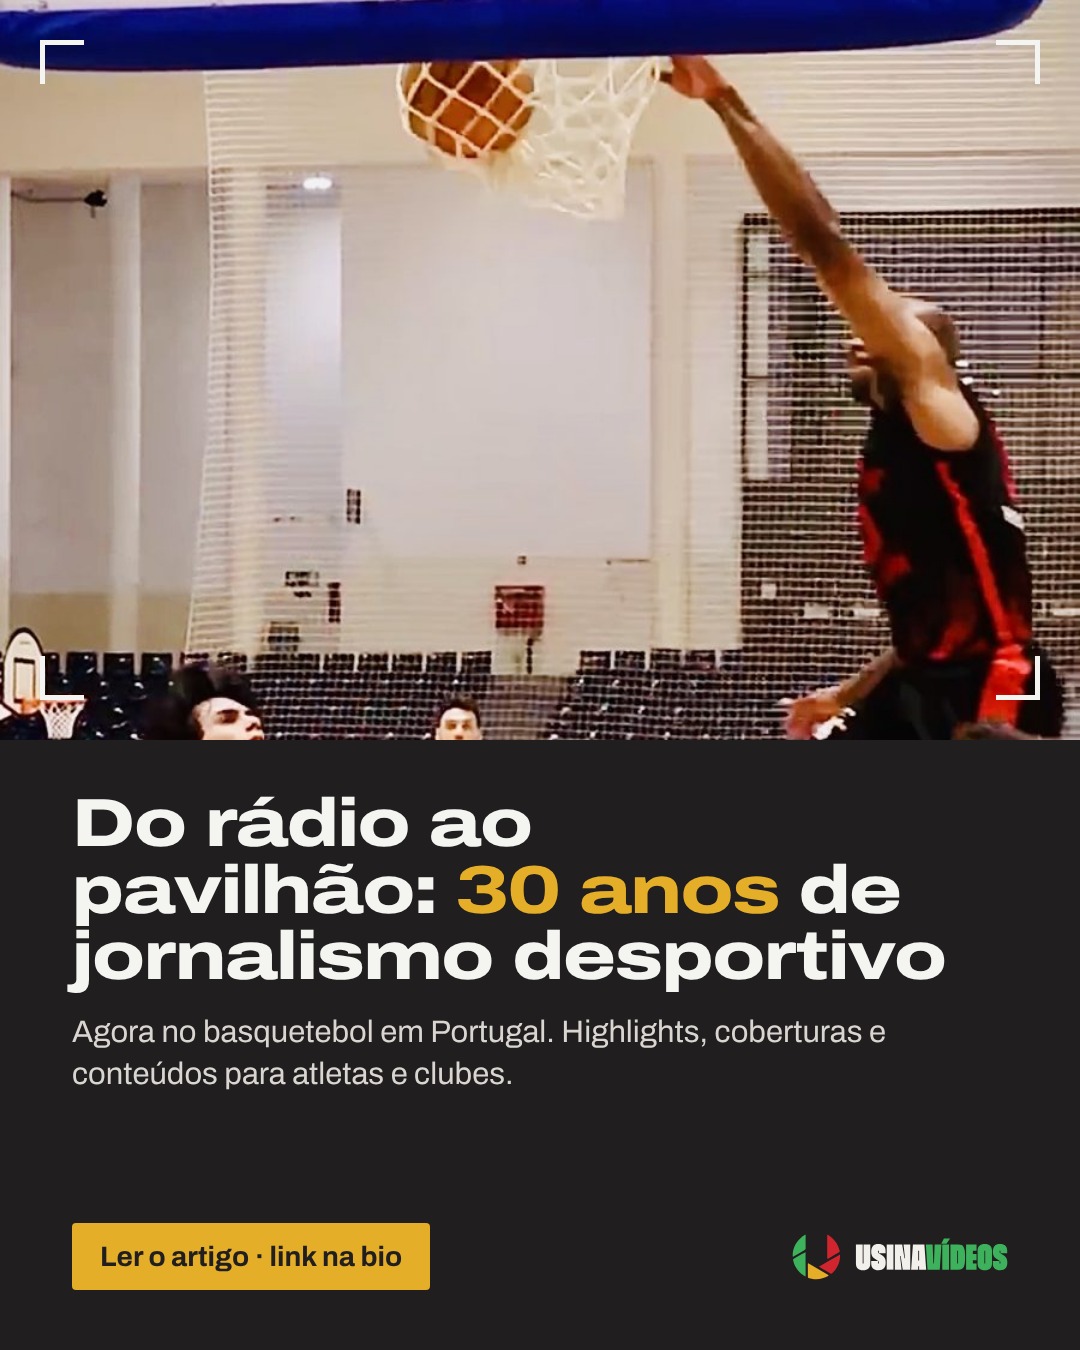 Do rádio ao
pavilhão: 30 anos de
jornalismo desportivo
Agora no basquetebol em Portugal. Highlights, coberturas e
conteúdos para atletas e clubes.
Ler o artigo · link na bio
USINAVÍDEOS